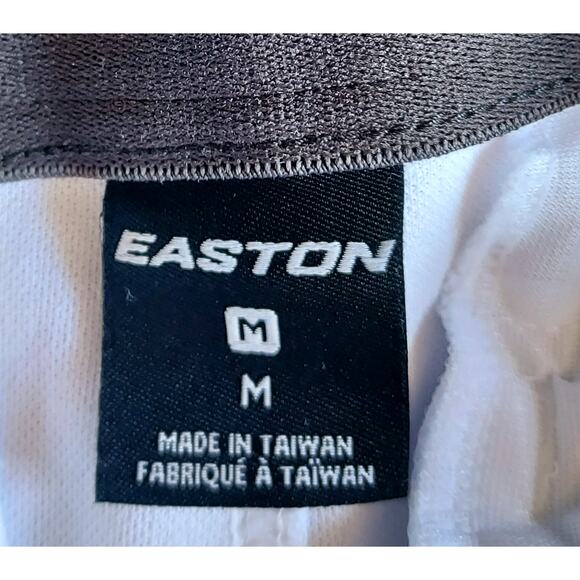 EASTON
M
M
MADE IN TAIWAN
FABRIQUÉ À TAÏWAN